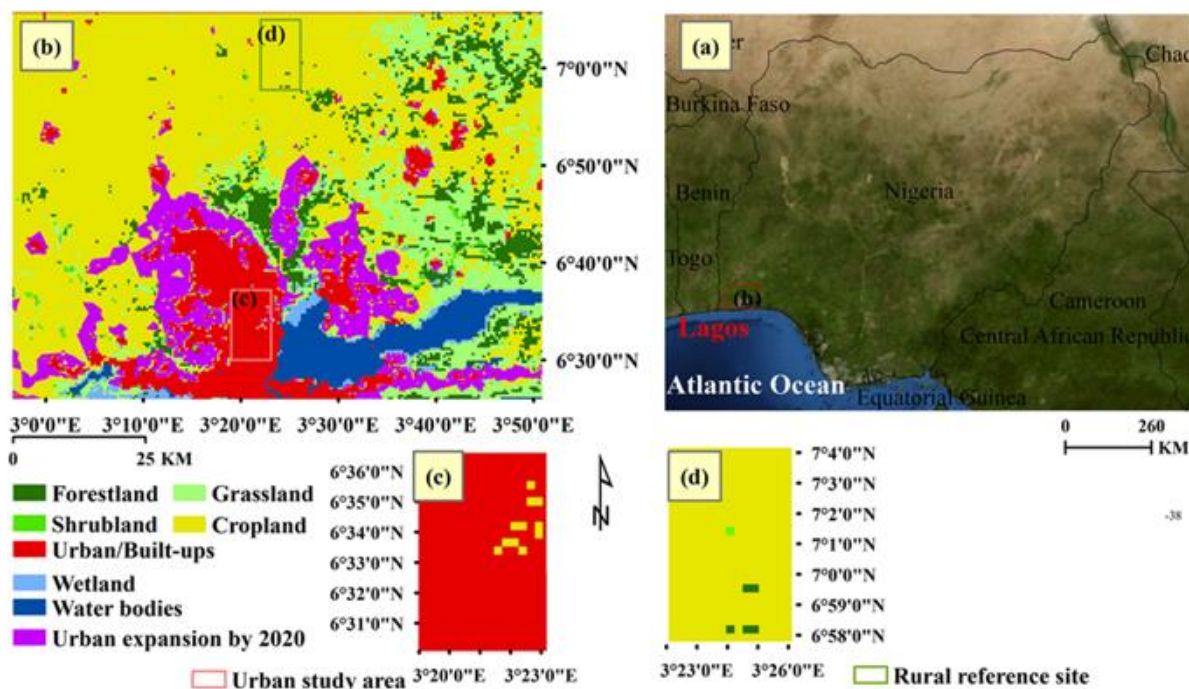 (b)
(d)
(c)
7°0'0"N
6°50'0"N
6°40'0"N
6°30'0"N
3°0'0"E 3°10'0"E 3°20'0"E 3°30'0"E 3°40'0"E 3°50'0"E
0 25 KM
Forestland
Grassland
Shrubland
Cropland
Urban/Built-ups
Wetland
Water bodies
Urban expansion by 2020
Urban study area
(a)
Chad
Burkina Faso
Benin
Nigeria
Togo
(b)
Lagos
Cameroon
Central African Republic
Atlantic Ocean
Equatorial Guinea
0 260
KM
N
(c)
6°36'0"N
6°35'0"N
6°34'0"N
6°33'0"N
6°32'0"N
6°31'0"N
3°20'0"E 3°23'0"E
(d)
7°4'0"N
7°3'0"N
7°2'0"N
7°1'0"N
7°0'0"N
6°59'0"N
6°58'0"N
3°23'0"E 3°26'0"E
Rural reference site
-38